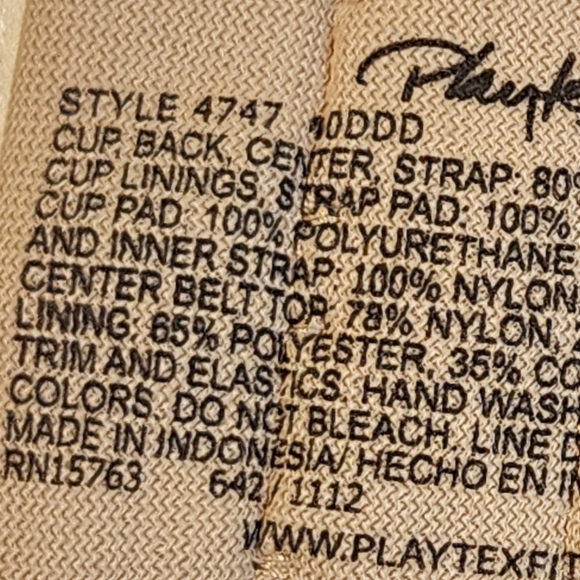 Playte
STYLE 4747 40DDD
CUP, BACK, CENTER, STRAP: 80%
CUP LININGS, STRAP PAD: 100%
CUP PAD: 100% POLYURETHANE
AND INNER STRAP: 100% NYLON
CENTER BELT TOP: 78% NYLON,
LINING: 65% POLYESTER, 35% CO
TRIM AND ELASTICS. HAND WASH
COLORS. DO NOT BLEACH. LINE D
MADE IN INDONESIA/ HECHO EN IN
RN15763 642 / 1112
WWW.PLAYTEXFIT